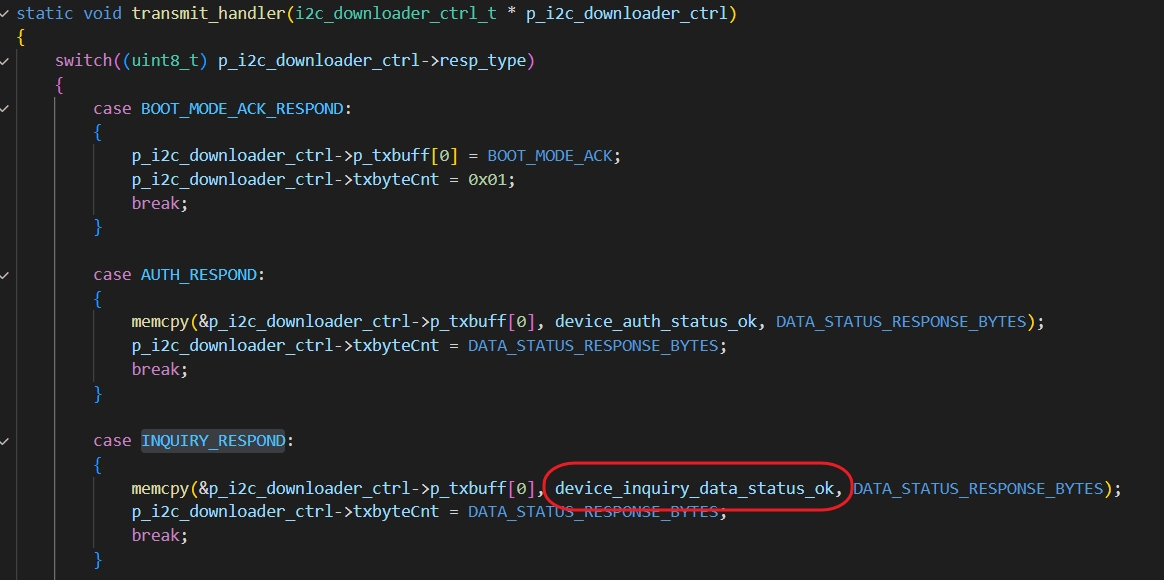 static void transmit_handler(i2c_downloader_ctrl_t * p_i2c_downloader_ctrl)
{
    switch((uint8_t) p_i2c_downloader_ctrl->resp_type)
    {
        case BOOT_MODE_ACK_RESPOND:
        {
            p_i2c_downloader_ctrl->p_txbuff[0] = BOOT_MODE_ACK;
            p_i2c_downloader_ctrl->txbyteCnt = 0x01;
            break;
        }
        case AUTH_RESPOND:
        {
            memcpy(&p_i2c_downloader_ctrl->p_txbuff[0], device_auth_status_ok, DATA_STATUS_RESPONSE_BYTES);
            p_i2c_downloader_ctrl->txbyteCnt = DATA_STATUS_RESPONSE_BYTES;
            break;
        }
        case INQUIRY_RESPOND:
        {
            memcpy(&p_i2c_downloader_ctrl->p_txbuff[0], device_inquiry_data_status_ok, DATA_STATUS_RESPONSE_BYTES);
            p_i2c_downloader_ctrl->txbyteCnt = DATA_STATUS_RESPONSE_BYTES;
            break;
        }